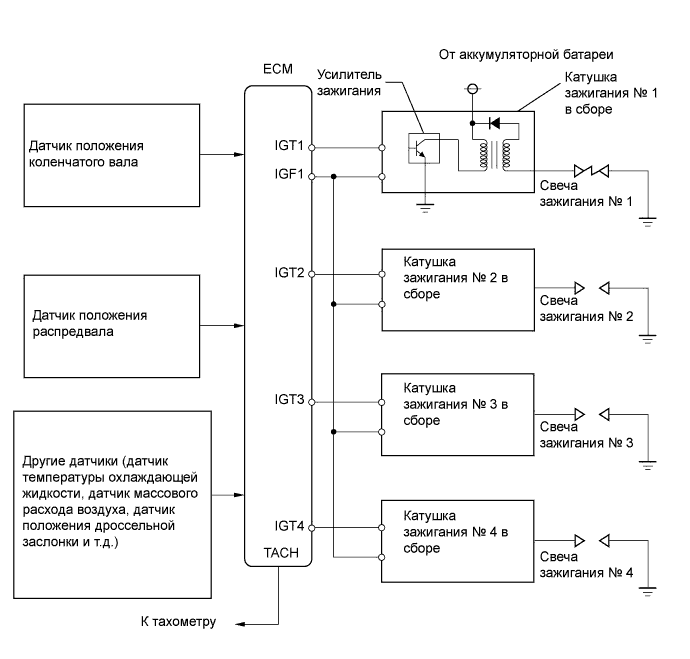 От аккумуляторной батареи
ECM
Усилитель
зажигания
Катушка
зажигания № 1
в сборе
Датчик положения
коленчатого вала
IGT1
IGF1
Свеча
зажигания № 1
IGT2
Катушка
зажигания № 2 в
сборе
Свеча
зажигания № 2
Датчик положения
распредвала
IGT3
Катушка
зажигания № 3 в
сборе
Свеча
зажигания № 3
Другие датчики (датчик
температуры охлаждающей
жидкости, датчик массового
расхода воздуха, датчик
положения дроссельной
заслонки и т.д.)
IGT4
Катушка
зажигания № 4 в
сборе
Свеча
зажигания № 4
TACH
К тахометру